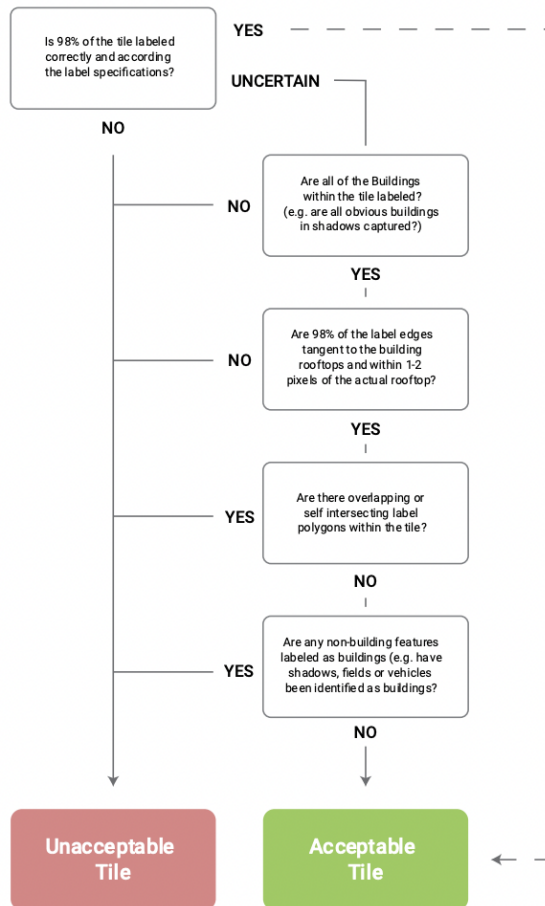 Is 98% of the tile labeled
correctly and according
the label specifications?
YES
UNCERTAIN
NO
Are all of the Buildings
within the tile labeled?
(e.g. are all obvious buildings
in shadows captured?)
NO
YES
Are 98% of the label edges
tangent to the building
rooftops and within 1-2
pixels of the actual rooftop?
NO
YES
Are there overlapping or
self intersecting label
polygons within the tile?
YES
NO
Are any non-building features
labeled as buildings (e.g. have
shadows, fields or vehicles
been identified as buildings?
YES
NO
Unacceptable
Tile
Acceptable
Tile